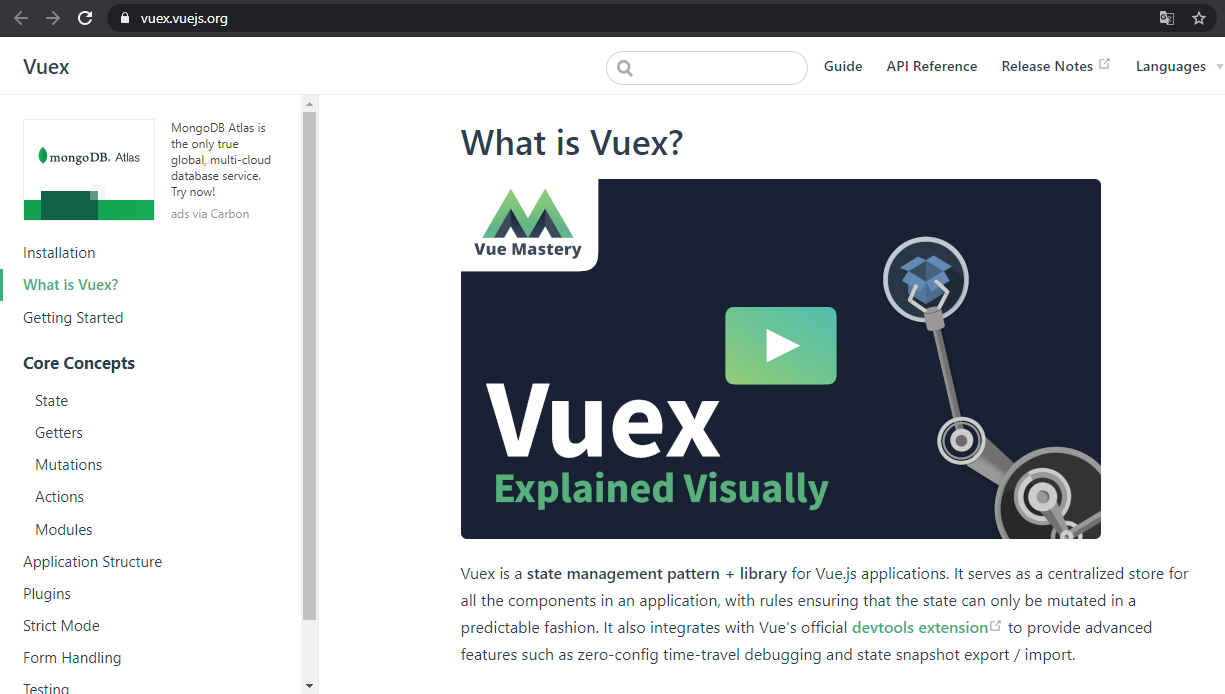 vuex.vuejs.org
Vuex
Guide
API Reference
Release Notes
Languages
mongoDB. Atlas
MongoDB Atlas is
the only true
global, multi-cloud
database service.
Try now!
ads via Carbon
Installation
What is Vuex?
Getting Started
Core Concepts
State
Getters
Mutations
Actions
Modules
Application Structure
Plugins
Strict Mode
Form Handling
Testing
What is Vuex?
Vue Mastery
Vuex
Explained Visually
Vuex is a state management pattern + library for Vue.js applications. It serves as a centralized store for
all the components in an application, with rules ensuring that the state can only be mutated in a
predictable fashion. It also integrates with Vue's official devtools extension to provide advanced
features such as zero-config time-travel debugging and state snapshot export / import.